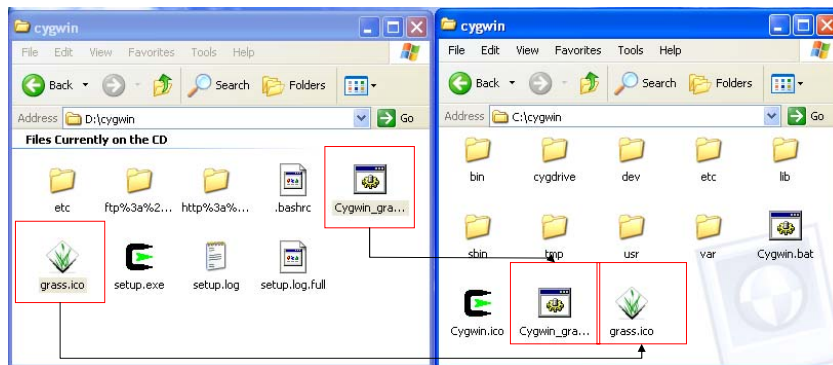 cygwin
File Edit View Favorites Tools Help
Back Search Folders
Address D:\cygwin Go
Files Currently on the CD
etc ftp%3a%2... http%3a%... .bashrc Cygwin_gra...
grass.ico setup.exe setup.log setup.log.full
cygwin
File Edit View Favorites Tools Help
Back Search Folders
Address C:\cygwin Go
bin cygdrive dev etc lib
sbin tmp usr var Cygwin.bat
Cygwin.ico Cygwin_gra... grass.ico